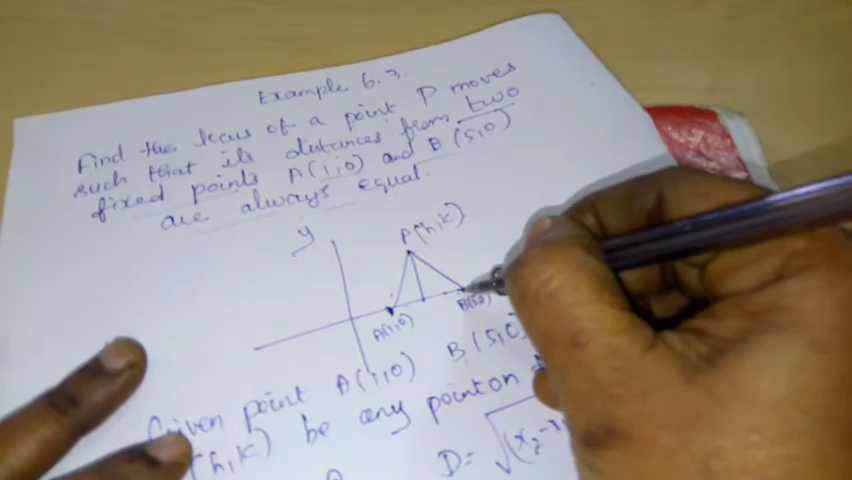 Example 6.3.
Find the locus of a point P moves
such that its distances from two
fixed points A(1,0) and B(5,0)
are always equal.
y
P(h,k)
A(1,0)
B(5,0)
Given point A(1,0) B(5,0
(h,k) be any point on
D= √(x₂-x